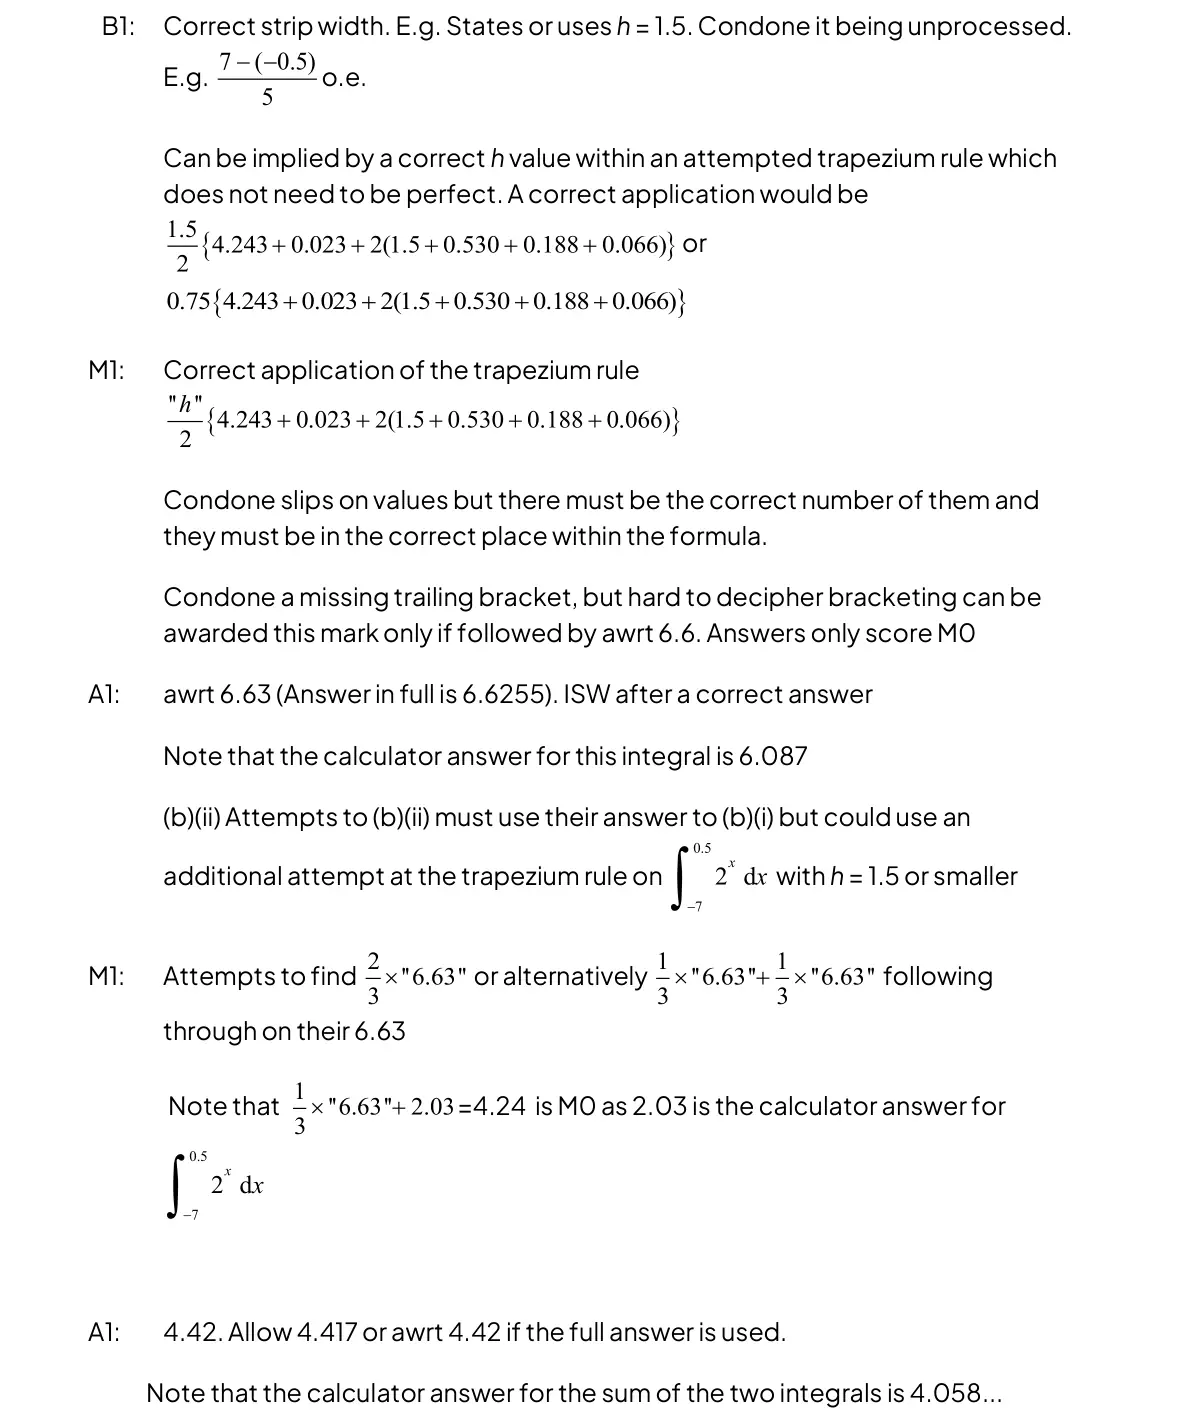 B1: Correct strip width. E.g. States or uses h = 1.5. Condone it being unprocessed.
E.g. \frac{7-(-0.5)}{5} o.e.
Can be implied by a correct h value within an attempted trapezium rule which
does not need to be perfect. A correct application would be
\frac{1.5}{2}{4.243+0.023+2(1.5+0.530+0.188+0.066)} or
0.75{4.243+0.023+2(1.5+0.530+0.188+0.066)}
M1: Correct application of the trapezium rule
\frac{"h"}{2}{4.243+0.023+2(1.5+0.530+0.188+0.066)}
Condone slips on values but there must be the correct number of them and
they must be in the correct place within the formula.
Condone a missing trailing bracket, but hard to decipher bracketing can be
awarded this mark only if followed by awrt 6.6. Answers only score M0
A1: awrt 6.63 (Answer in full is 6.6255). ISW after a correct answer
Note that the calculator answer for this integral is 6.087
(b)(ii) Attempts to (b)(ii) must use their answer to (b)(i) but could use an
additional attempt at the trapezium rule on \int_{-7}^{0.5} 2^x dx with h = 1.5 or smaller
M1: Attempts to find \frac{2}{3}×"6.63" or alternatively \frac{1}{3}×"6.63"+\frac{1}{3}×"6.63" following
through on their 6.63
Note that \frac{1}{3}×"6.63"+2.03=4.24 is M0 as 2.03 is the calculator answer for
\int_{-7}^{0.5} 2^x dx
A1: 4.42. Allow 4.417 or awrt 4.42 if the full answer is used.
Note that the calculator answer for the sum of the two integrals is 4.058...